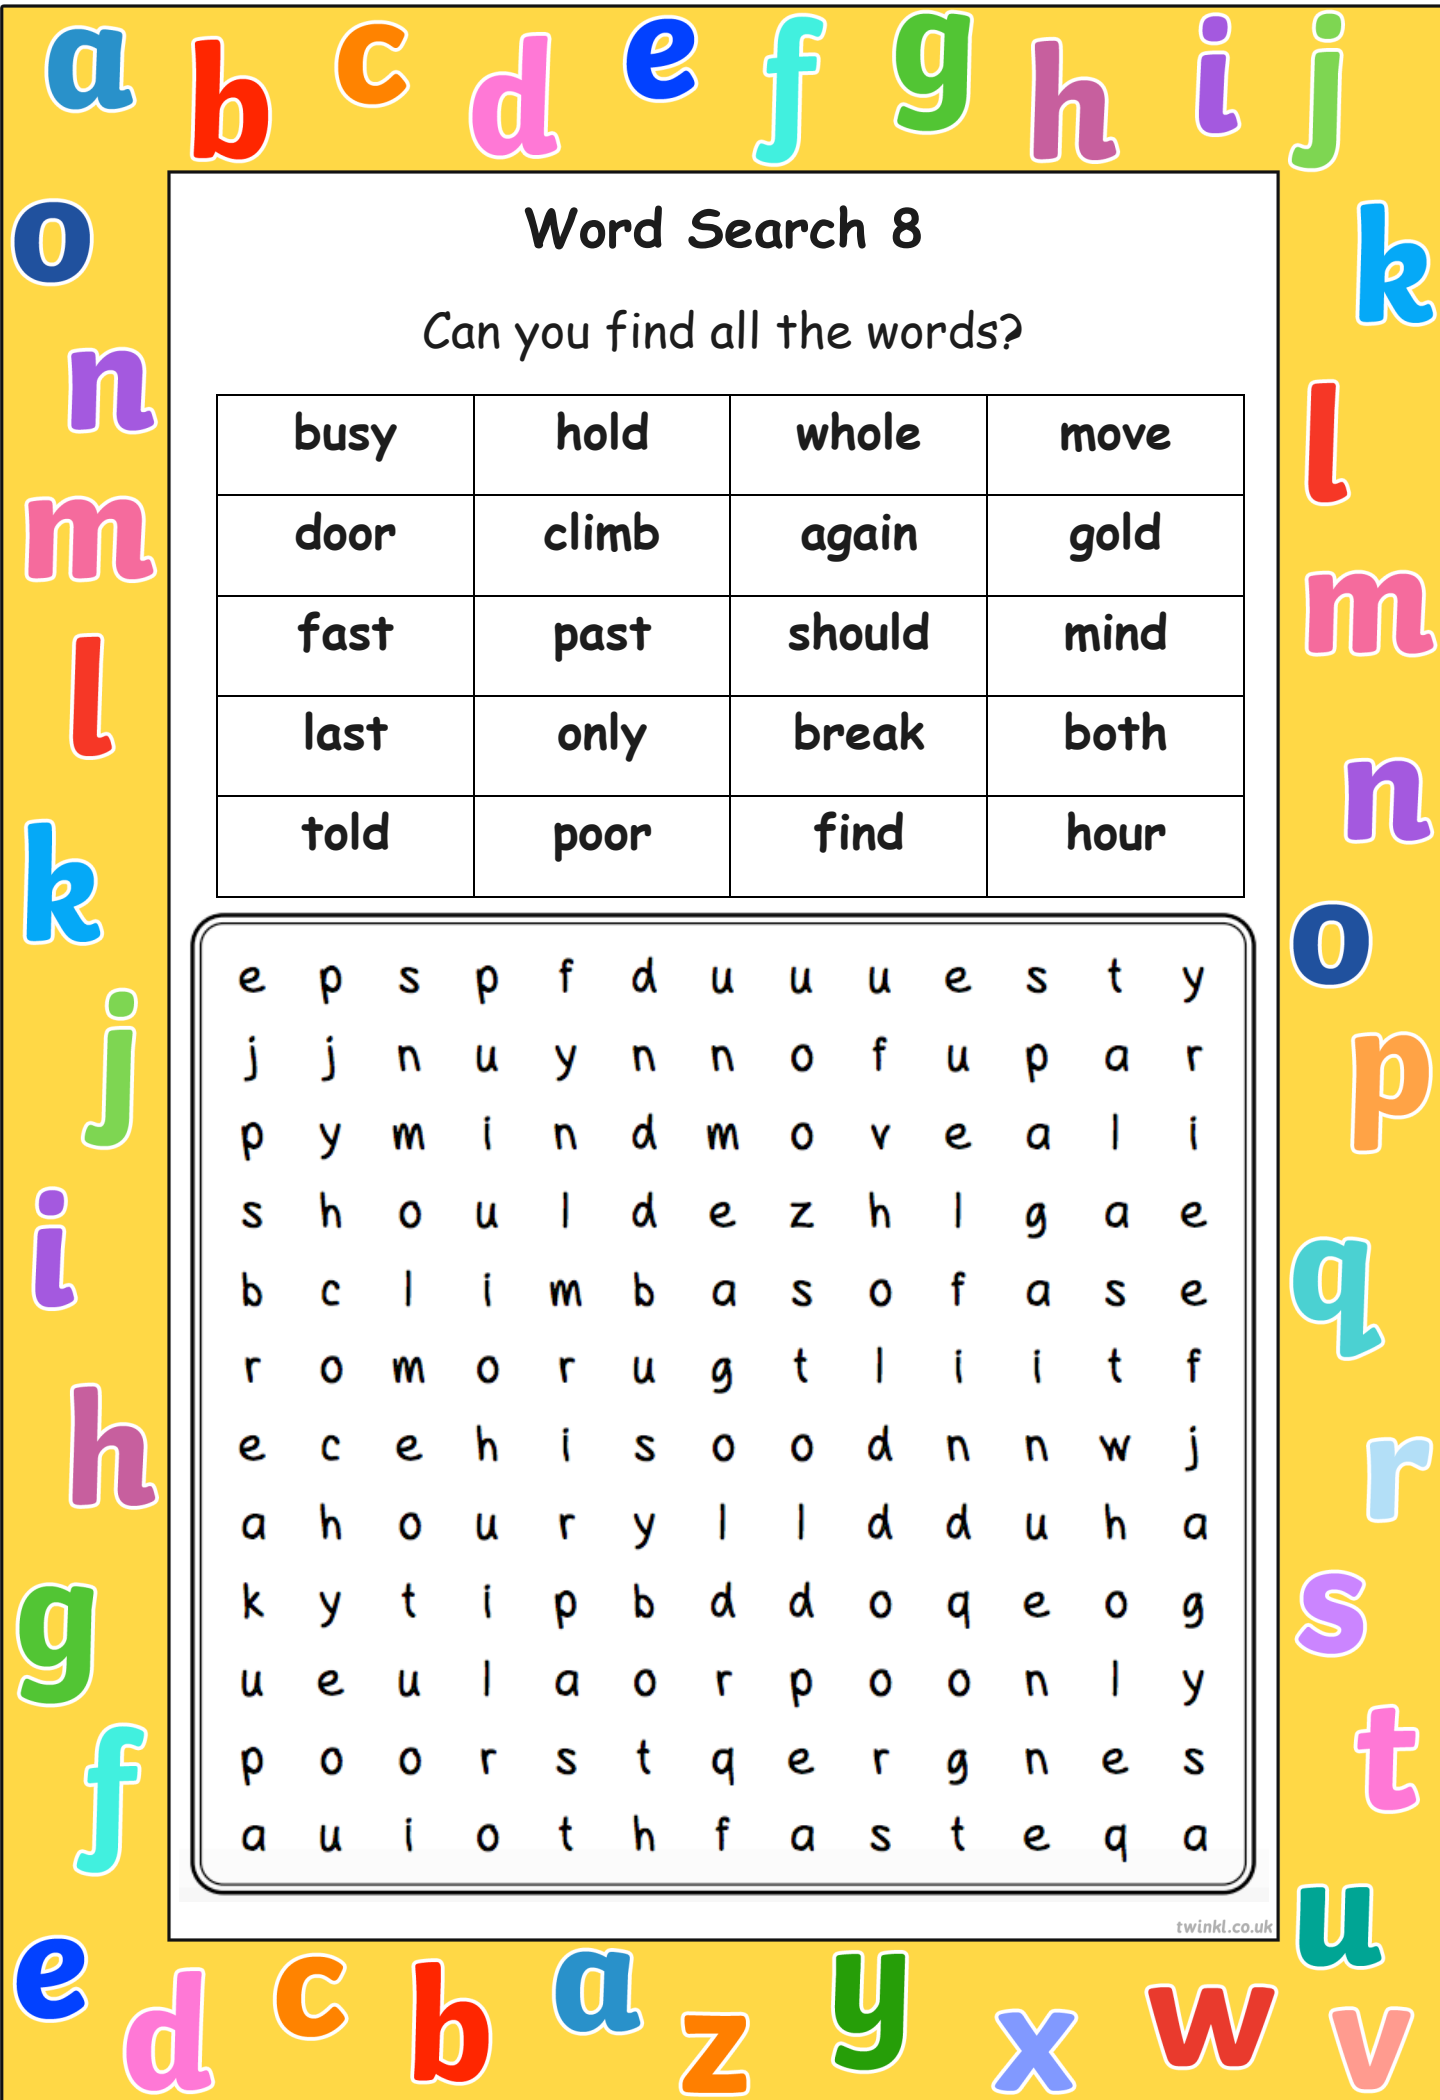 a b c d e f g h i j
o
k
n
l
m
m
l
n
k
o
j
p
i
q
h
r
g
s
f
t
e
u
d c b a z y x w v
Word Search 8
Can you find all the words?
busy hold whole move
door climb again gold
fast past should mind
last only break both
told poor find hour
e p s p f d u u u e s t y
j j n u y n n o f u p a r
p y m i n d m o v e a l i
s h o u l d e z h l g a e
b c l i m b a s o f a s e
r o m o r u g t l i i t f
e c e h i s o o d n n w j
a h o u r y l l d d u h a
k y t i p b d d o q e o g
u e u l a o r p o o n l y
p o o r s t q e r g n e s
a u i o t h f a s t e q a
twinkl.co.uk